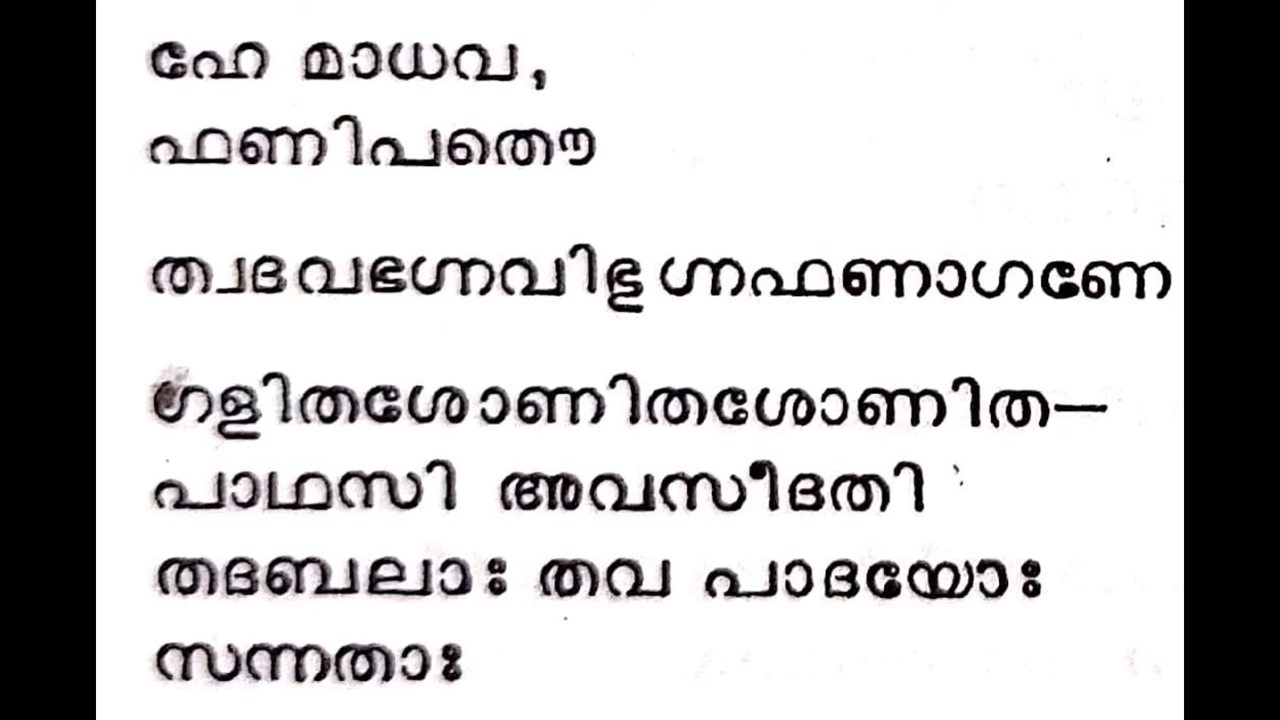 ഹേ മാധവ,
ഫണിപതൌ
ത്വദവഭഗ്നവിഭുഗ്നഫണാഗണേ
ഗളിതശോണിതശോണിത—
പാഥസി അവസീദതി
തദബലാഃ തവ പാദയോഃ
സന്നതാഃ